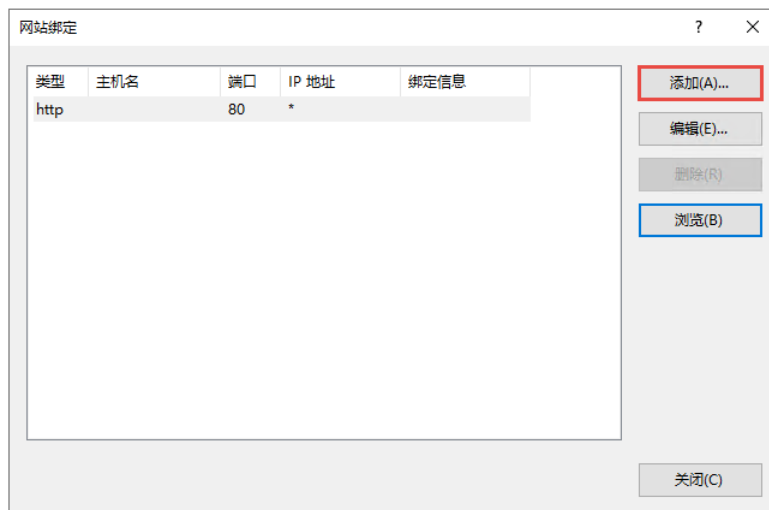 网站绑定 ? ×
类型 主机名 端口 IP 地址 绑定信息
http 80 *
添加(A)...
编辑(E)...
删除(R)
浏览(B)
关闭(C)